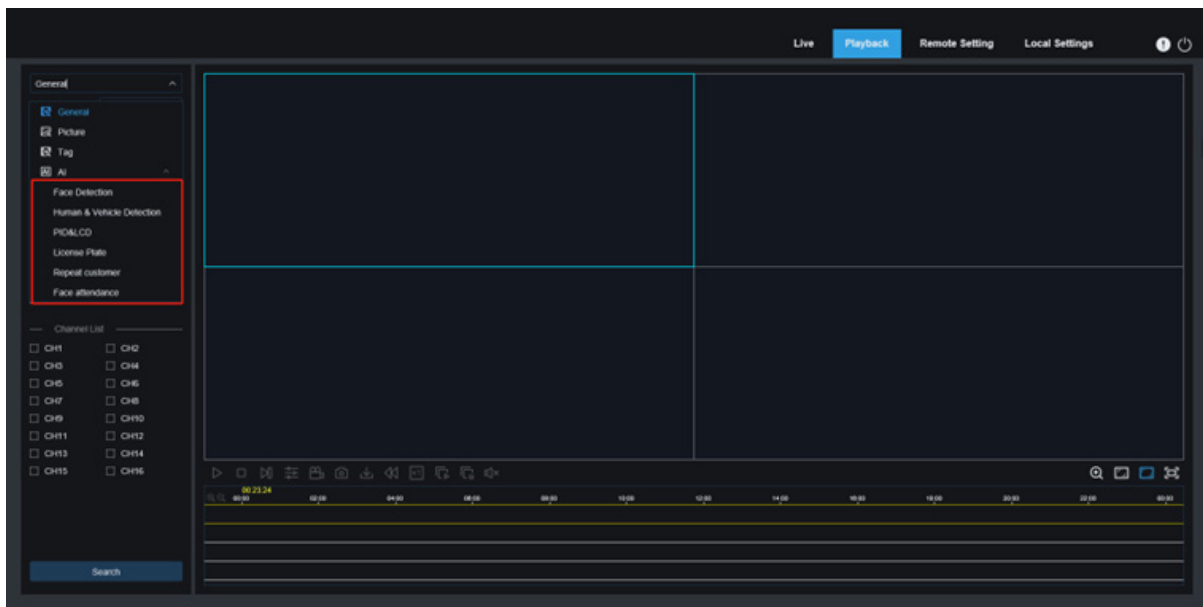 Live Playback Remote Setting Local Settings
General
General
Picture
Tag
AI
Face Detection
Human & Vehicle Detection
PID&LCD
License Plate
Repeat customer
Face attendance
Channel List
CH1 CH2
CH3 CH4
CH5 CH6
CH7 CH8
CH9 CH10
CH11 CH12
CH13 CH14
CH15 CH16
00:23:24
00:00 02:00 04:00 06:00 08:00 10:00 12:00 14:00 16:00 18:00 20:00 22:00 00:00
Search